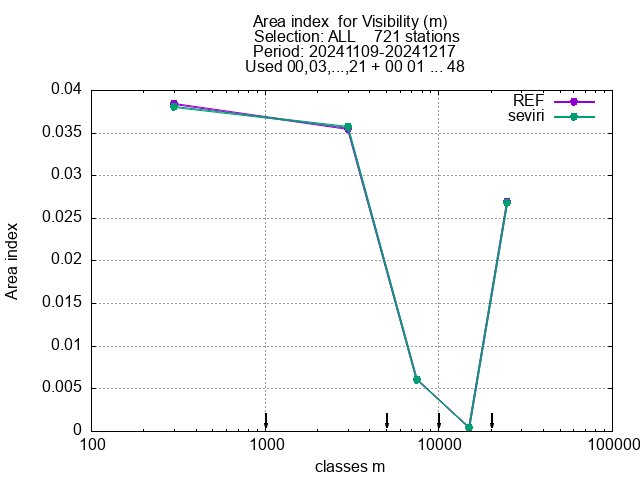 Area index  for Visibility (m)
Selection: ALL    721 stations
Period: 20241109-20241217
Used 00,03,...,21 + 00 01 ... 48
REF
seviri
0.04
0.035
0.03
0.025
0.02
0.015
0.01
0.005
0
Area index
100
1000
10000
100000
classes m